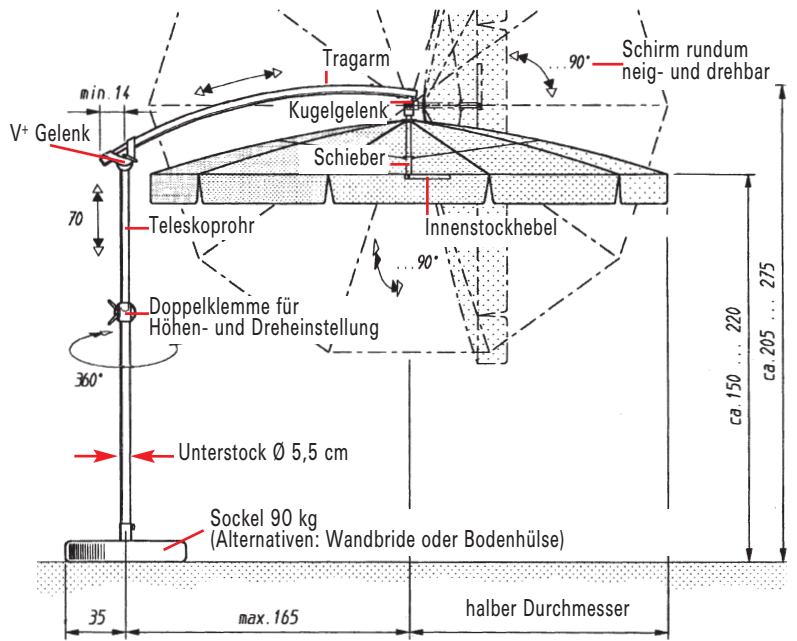 Tragarm
...90°
Schirm rundum
neig- und drehbar
min.14
Kugelgelenk
V⁺ Gelenk
Schieber
70
Teleskoprohr
Innenstockhebel
...90°
Doppelklemme für
Höhen- und Dreheinstellung
360°
ca.150 ... 220
ca.205 ... 275
Unterstock Ø 5,5 cm
Sockel 90 kg
(Alternativen: Wandbride oder Bodenhülse)
35
max.165
halber Durchmesser